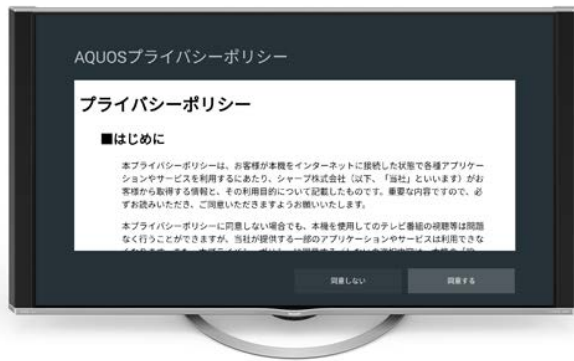 AQUOSプライバシーポリシー
プライバシーポリシー
■はじめに
本プライバシーポリシーは、お客様が本機をインターネットに接続した状態で各種アプリケー
ションやサービスを利用するにあたり、シャープ株式会社（以下、「当社」といいます）がお
客様から取得する情報と、その利用目的について記載したものです。重要な内容ですので、必
ずお読みいただき、ご同意いただきますようお願いいたします。
本プライバシーポリシーに同意しない場合でも、本機を使用してのテレビ番組の視聴等は問題
なく行うことができますが、当社が提供する一部のアプリケーションやサービスは利用できな
同意しない
同意する